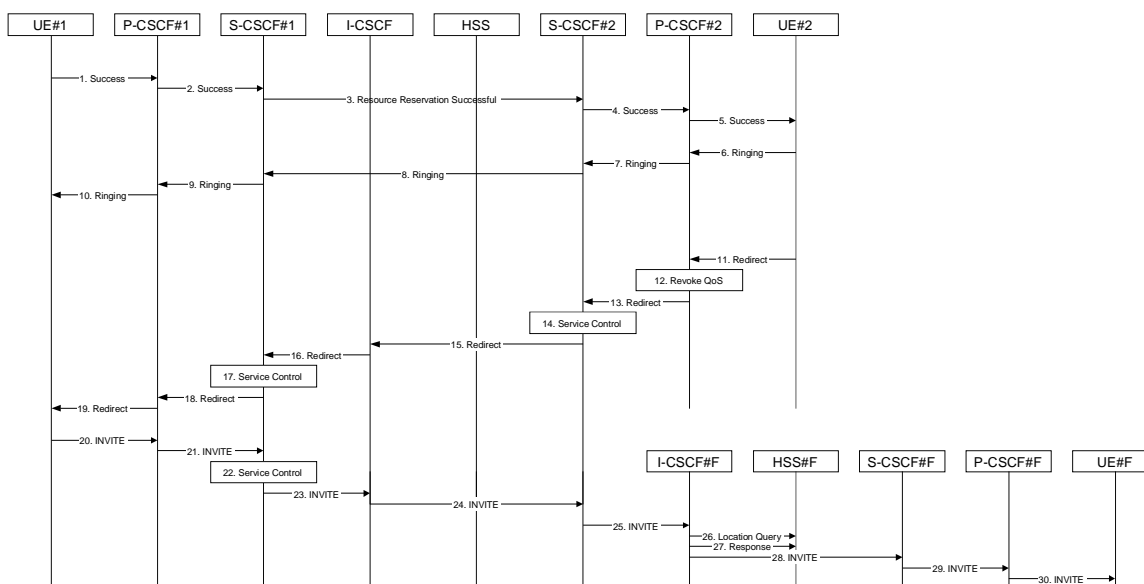 UE#1 P-CSCF#1 S-CSCF#1 I-CSCF HSS S-CSCF#2 P-CSCF#2 UE#2
1. Success
2. Success
3. Resource Reservation Successful
4. Success
5. Success
6. Ringing
7. Ringing
8. Ringing
9. Ringing
10. Ringing
11. Redirect
12. Revoke QoS
13. Redirect
14. Service Control
15. Redirect
16. Redirect
17. Service Control
18. Redirect
19. Redirect
20. INVITE
21. INVITE
I-CSCF#F HSS#F S-CSCF#F P-CSCF#F UE#F
22. Service Control
23. INVITE
24. INVITE
25. INVITE
26. Location Query
27. Response
28. INVITE
29. INVITE
30. INVITE